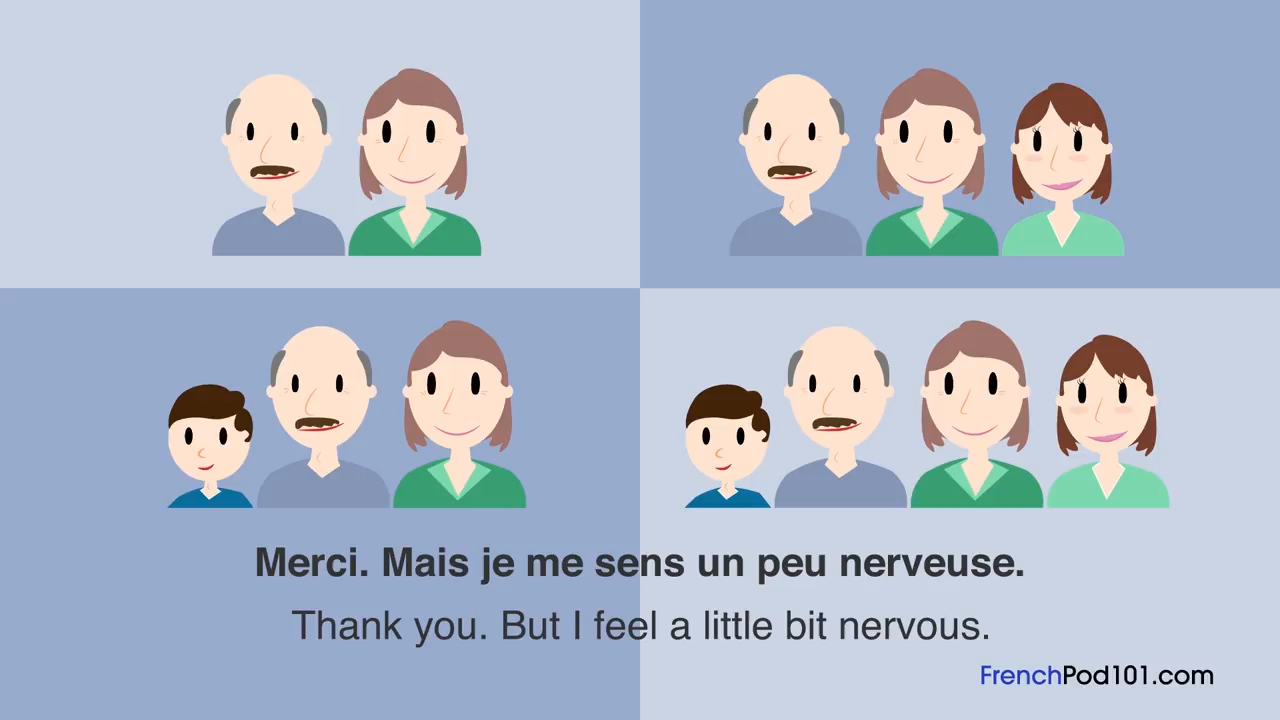 Merci. Mais je me sens un peu nerveuse.
Thank you. But I feel a little bit nervous.
FrenchPod101.com